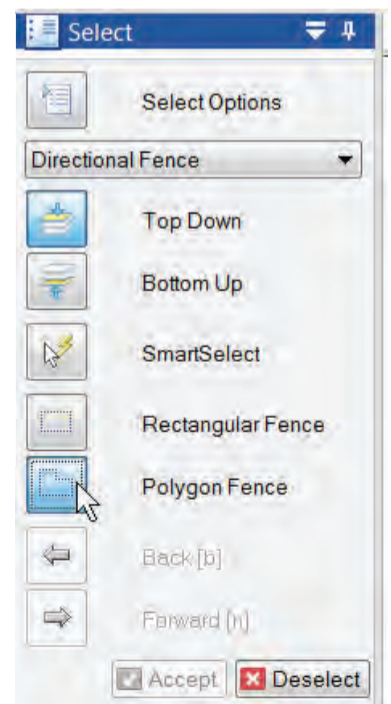 Select
Select Options
Directional Fence
Top Down
Bottom Up
SmartSelect
Rectangular Fence
Polygon Fence
Back [b]
Forward [n]
Accept Deselect